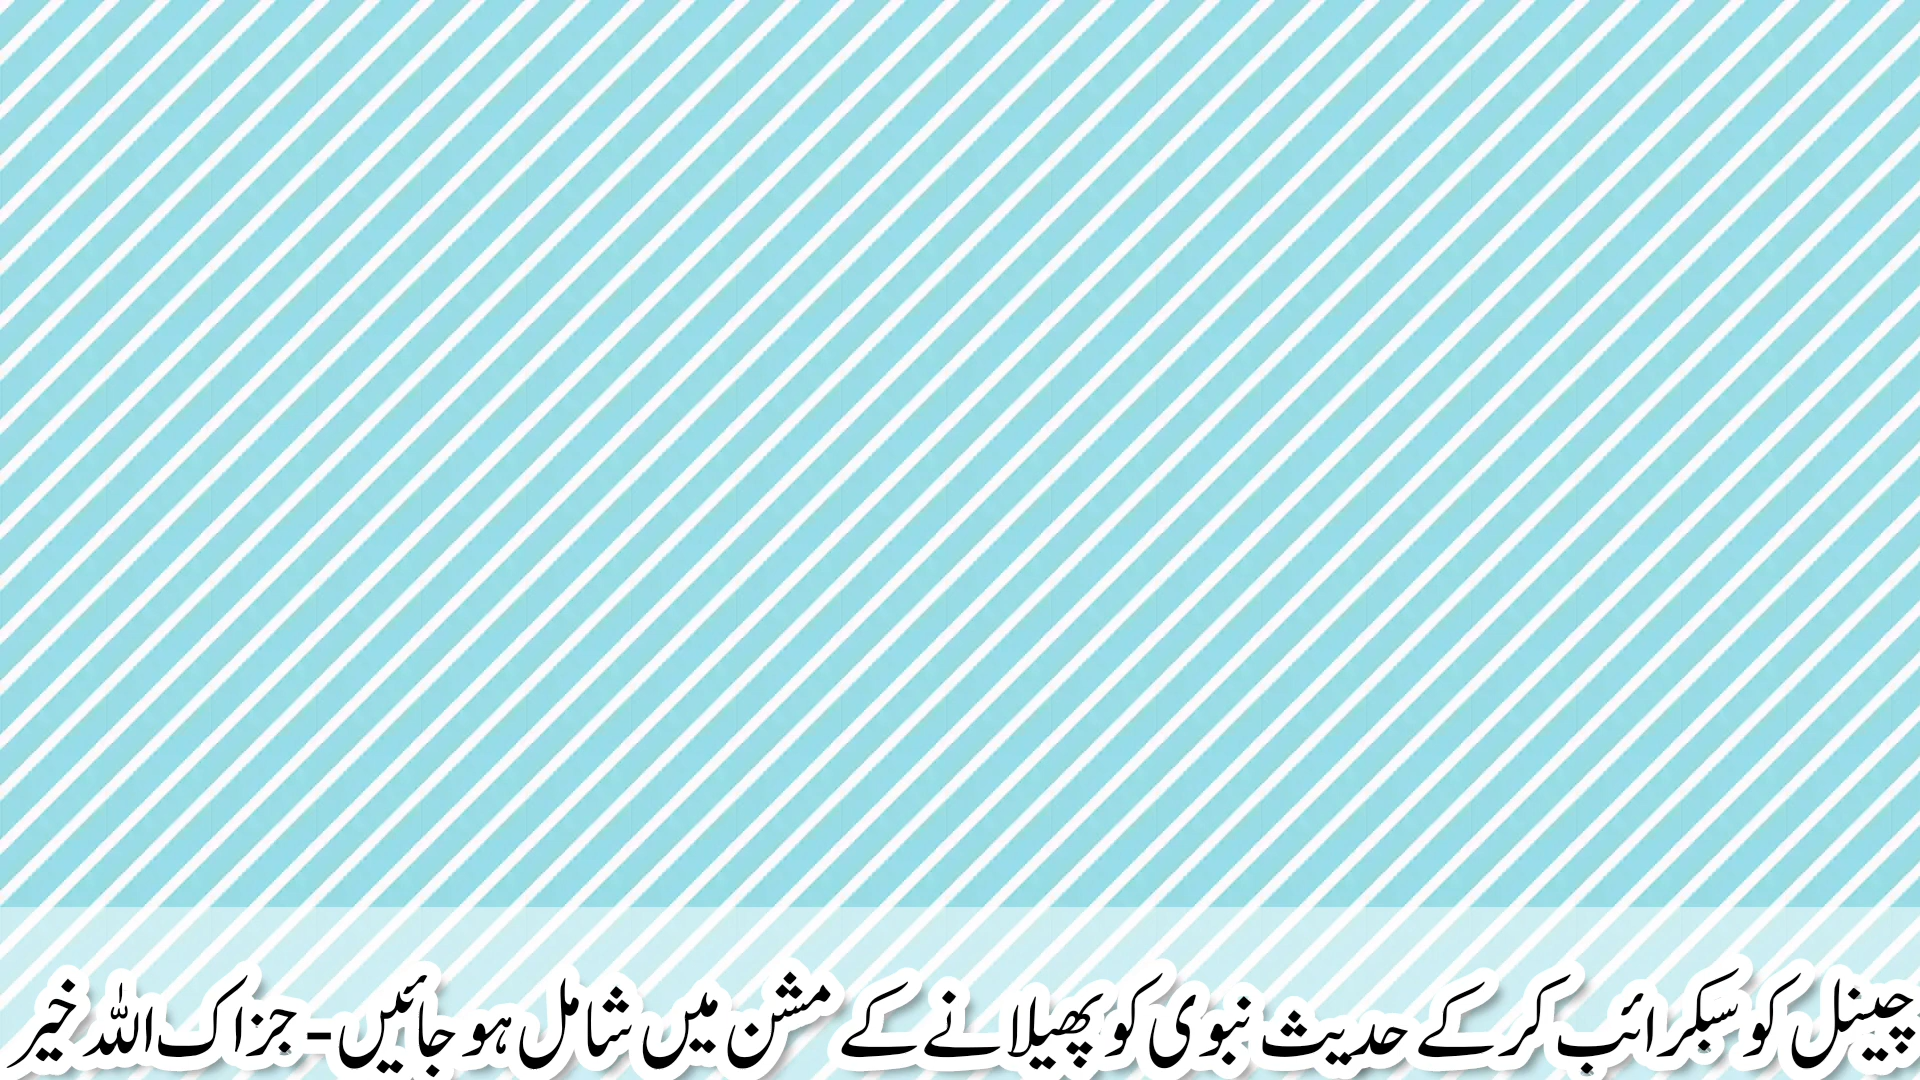 چینل کو سبکرائب کر کے حدیث نبوی کو پھیلانے کے مشن میں شامل ہو جائیں- جزاک اللہ خیر